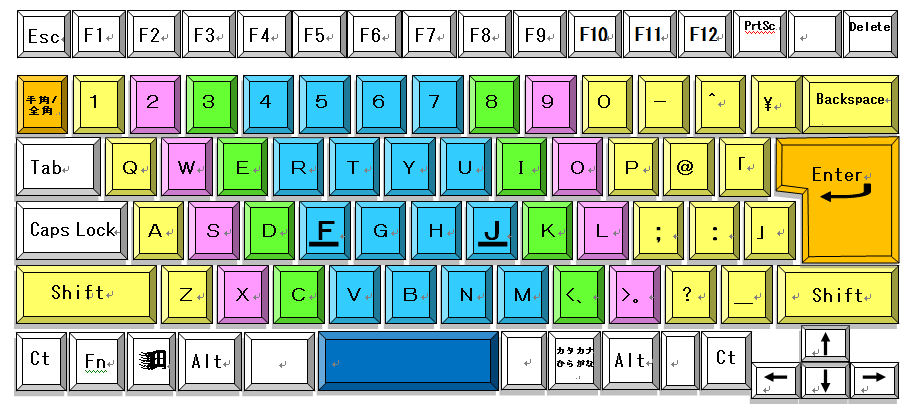 Esc F1 F2 F3 F4 F5 F6 F7 F8 F9 F10 F11 F12 PrtSc Delete
半角/
全角
1 2 3 4 5 6 7 8 9 0 - ^ ¥ Backspace
Tab Q W E R T Y U I O P @ 「 Enter
Caps Lock A S D F G H J K L ; : 」
Shift Z X C V B N M <、 >。 ? _ Shift
Ct Fn Alt
カタカナ
ひらがな
Alt Ct ↑
← ↓ →